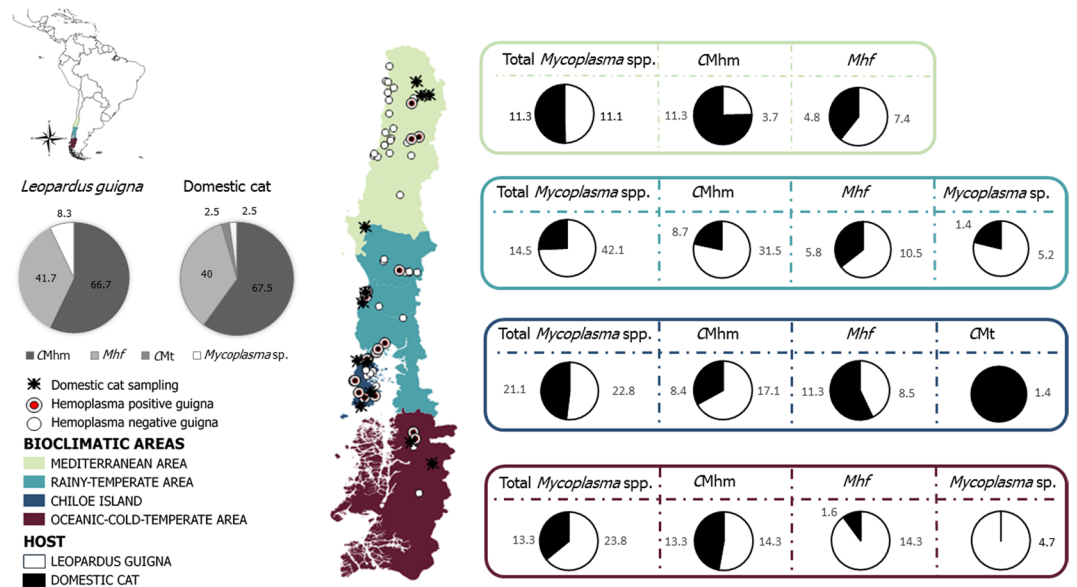 Leopardus guigna
Domestic cat
8.3
41.7
66.7
2.5
2.5
40
67.5
CMhm
Mhf
CMt
Mycoplasma sp.
Domestic cat sampling
Hemoplasma positive guigna
Hemoplasma negative guigna
BIOCLIMATIC AREAS
MEDITERRANEAN AREA
RAINY-TEMPERATE AREA
CHILOE ISLAND
OCEANIC-COLD-TEMPERATE AREA
HOST
LEOPARDUS GUIGNA
DOMESTIC CAT
Total Mycoplasma spp.
CMhm
Mhf
11.3
11.1
11.3
3.7
4.8
7.4
Total Mycoplasma spp.
CMhm
Mhf
Mycoplasma sp.
14.5
42.1
8.7
31.5
5.8
10.5
1.4
5.2
Total Mycoplasma spp.
CMhm
Mhf
CMt
21.1
22.8
8.4
17.1
11.3
8.5
1.4
Total Mycoplasma spp.
CMhm
Mhf
Mycoplasma sp.
13.3
23.8
13.3
14.3
1.6
14.3
4.7